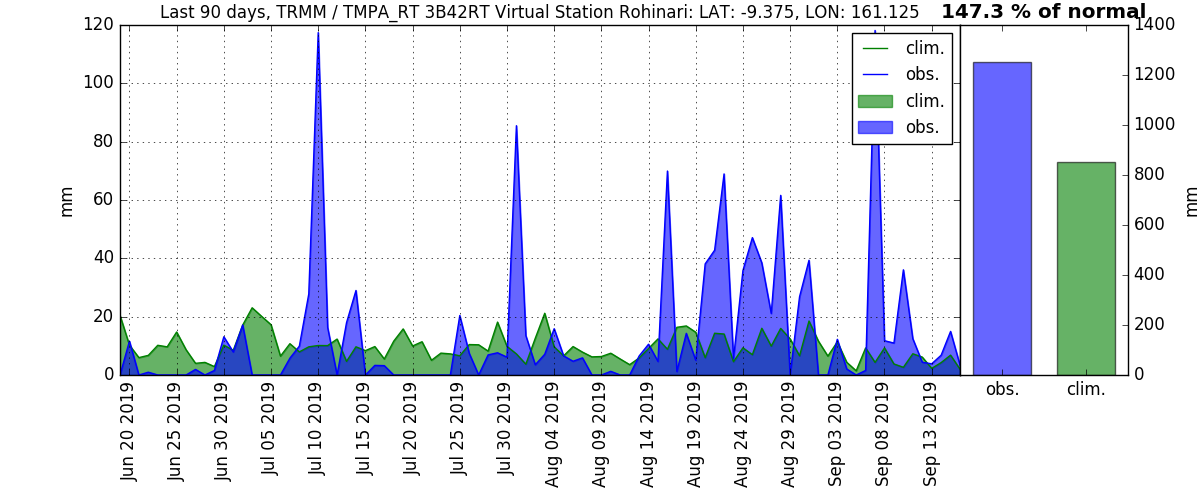 Last 90 days, TRMM / TMPA_RT 3B42RT Virtual Station Rohinari: LAT: -9.375, LON: 161.125
147.3 % of normal
120
100
80
60
40
20
0
mm
clim.
obs.
clim.
obs.
Jun 20 2019
Jun 25 2019
Jun 30 2019
Jul 05 2019
Jul 10 2019
Jul 15 2019
Jul 20 2019
Jul 25 2019
Jul 30 2019
Aug 04 2019
Aug 09 2019
Aug 14 2019
Aug 19 2019
Aug 24 2019
Aug 29 2019
Sep 03 2019
Sep 08 2019
Sep 13 2019
1400
1200
1000
800
600
400
200
0
mm
obs.
clim.